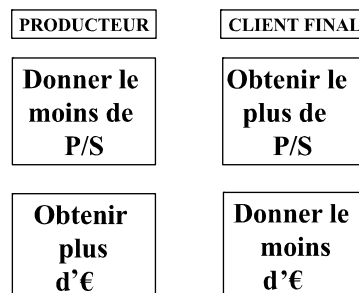 PRODUCTEUR
CLIENT FINAL
Donner le
moins de
P/S
Obtenir le
plus de
P/S
Obtenir
plus
d'€
Donner le
moins
d'€